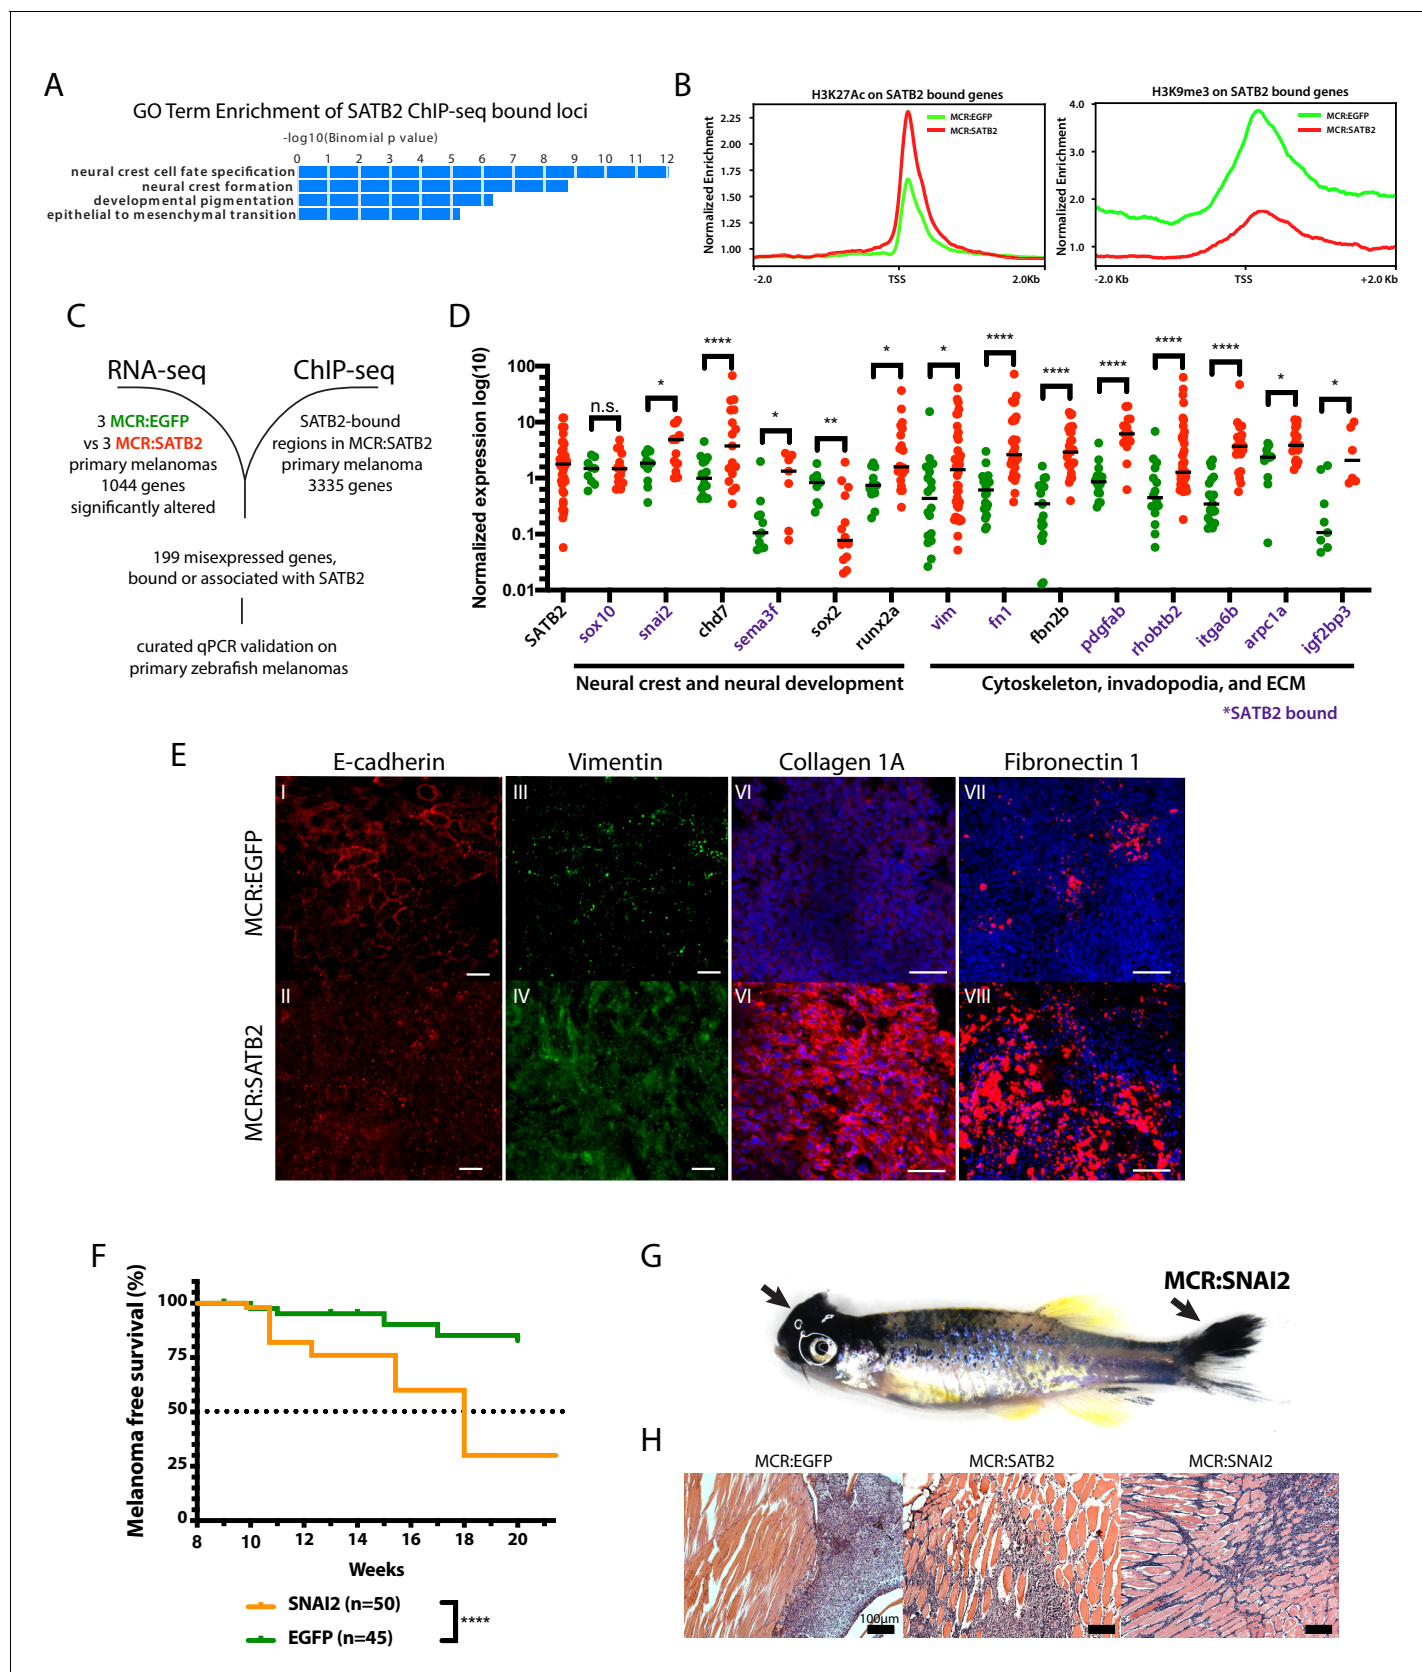 A
GO Term Enrichment of SATB2 ChIP-seq bound loci
-log10(Binomial p value)
0 1 2 3 4 5 6 7 8 9 10 11 12
neural crest cell fate specification
neural crest formation
developmental pigmentation
epithelial to mesenchymal transition
B
H3K27Ac on SATB2 bound genes
Normalized Enrichment
2.25
2.00
1.75
1.50
1.25
1.00
MCR:EGFP
MCR:SATB2
-2.0 TSS 2.0Kb
H3K9me3 on SATB2 bound genes
Normalized Enrichment
4.0
3.0
2.0
1.0
MCR:EGFP
MCR:SATB2
-2.0 Kb TSS +2.0 Kb
C
RNA-seq
3 MCR:EGFP
vs 3 MCR:SATB2
primary melanomas
1044 genes
significantly altered
ChIP-seq
SATB2-bound
regions in MCR:SATB2
primary melanoma
3335 genes
199 misexpressed genes,
bound or associated with SATB2
curated qPCR validation on
primary zebrafish melanomas
D
Normalized expression log(10)
100
10
1
0.1
0.01
n.s. * **** * ** * * **** **** **** **** **** * *
SATB2 sox10 snai2 chd7 sema3f sox2 runx2a vim fn1 fbn2b pdgfab rhobtb2 itga6b arpc1a igf2bp3
Neural crest and neural development
Cytoskeleton, invadopodia, and ECM
*SATB2 bound
E
E-cadherin Vimentin Collagen 1A Fibronectin 1
MCR:EGFP
I III VI VII
MCR:SATB2
II IV VI VIII
F
Melanoma free survival (%)
100
75
50
25
0
8 10 12 14 16 18 20
Weeks
SNAI2 (n=50)
EGFP (n=45)
****
G
MCR:SNAI2
H
MCR:EGFP MCR:SATB2 MCR:SNAI2
100µm